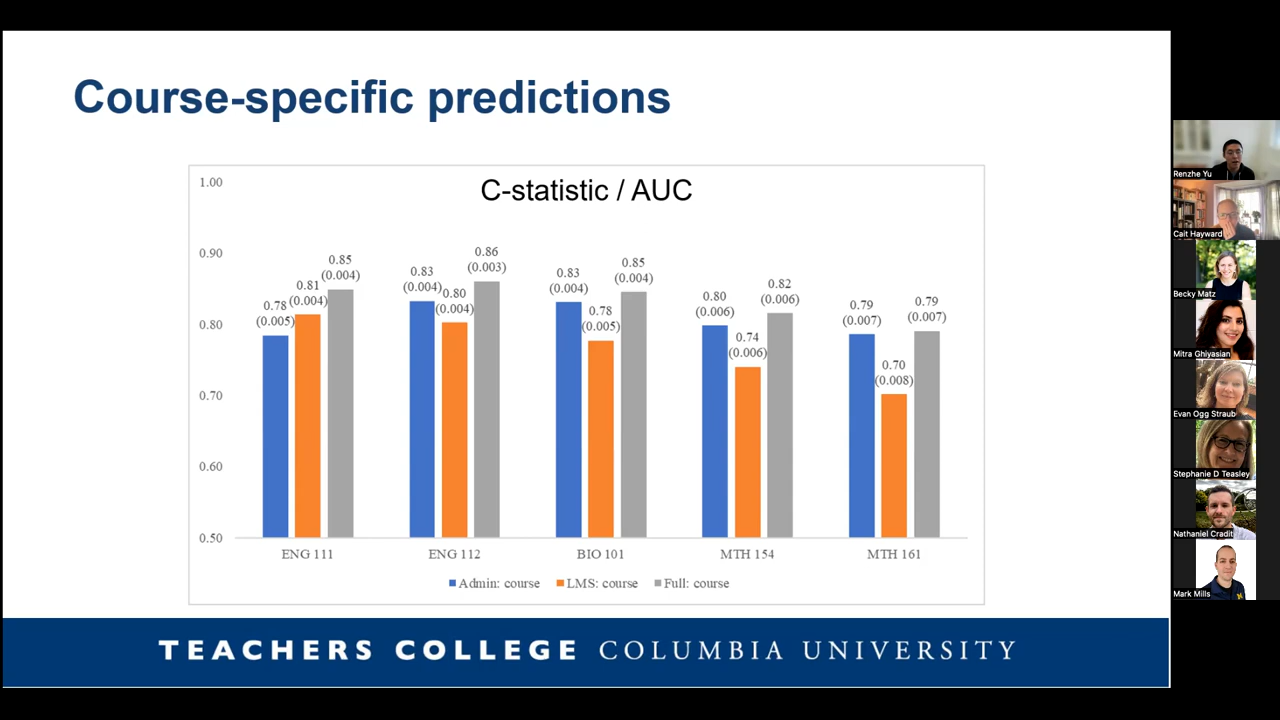 Course-specific predictions
C-statistic / AUC
1.00
0.90
0.80
0.70
0.60
0.50
0.78
(0.005)
0.81
(0.004)
0.85
(0.004)
0.83
(0.004)
0.80
(0.004)
0.86
(0.003)
0.83
(0.004)
0.78
(0.005)
0.85
(0.004)
0.80
(0.006)
0.74
(0.006)
0.82
(0.006)
0.79
(0.007)
0.70
(0.008)
0.79
(0.007)
ENG 111 ENG 112 BIO 101 MTH 154 MTH 161
Admin: course LMS: course Full: course
TEACHERS COLLEGE COLUMBIA UNIVERSITY
Renzhe Yu
Cait Hayward
Becky Matz
Mitra Ghiyasian
Evan Ogg Straub
Stephanie D Teasley
Nathaniel Cradit
Mark Mills